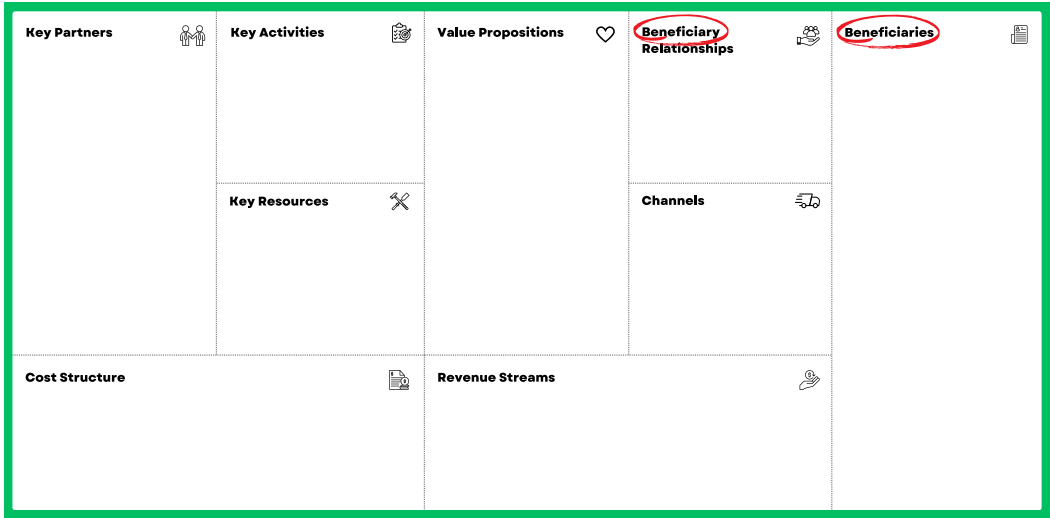 Key Partners
Key Activities
Value Propositions
Beneficiary
Relationships
Beneficiaries
Key Resources
Channels
Cost Structure
Revenue Streams